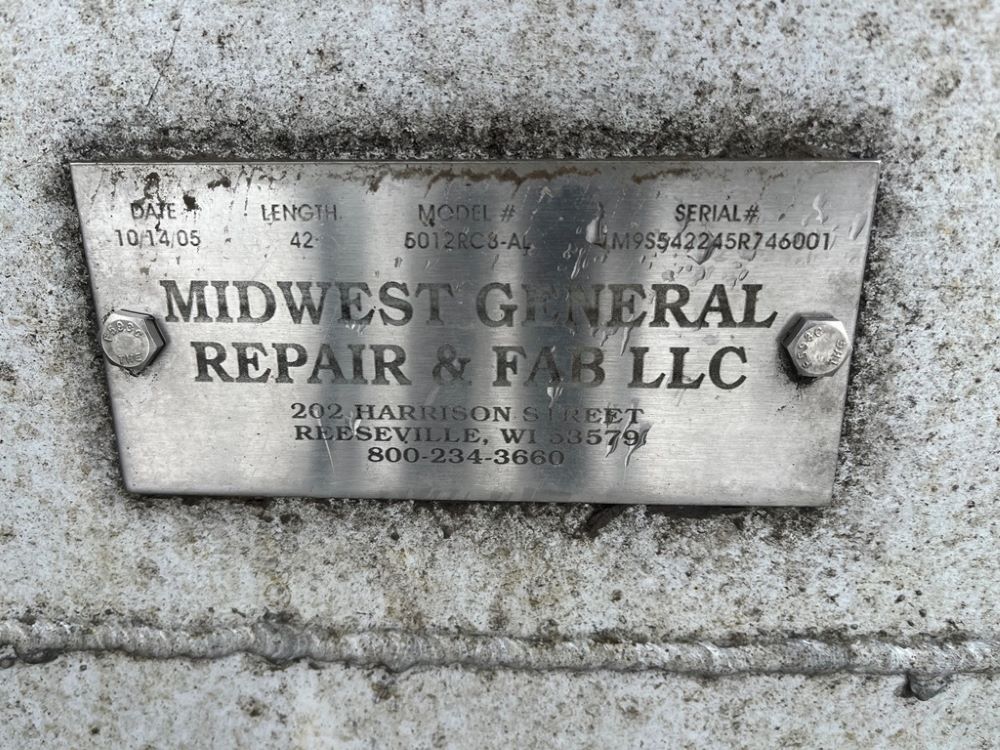 DATE LENGTH MODEL # SERIAL#
10/14/05 42 5012RC8-AL 1M9S542245R746001
MIDWEST GENERAL
REPAIR & FAB LLC
202 HARRISON STREET
REESEVILLE, WI 53579
800-234-3660